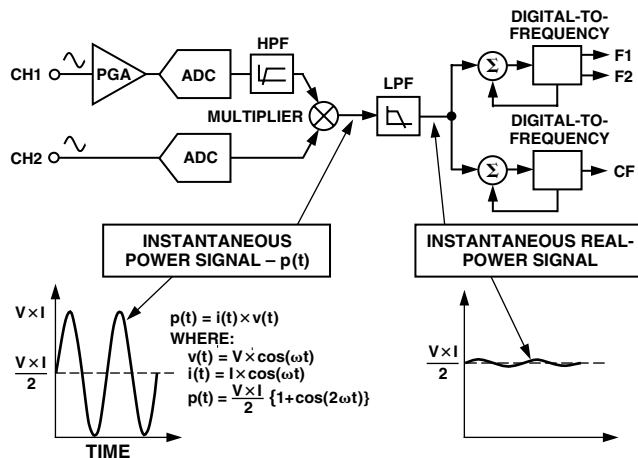 DIGITAL-TO-
FREQUENCY
HPF
LPF
F1
F2
CH1
PGA
ADC
Σ
MULTIPLIER
DIGITAL-TO-
FREQUENCY
CH2
ADC
Σ
CF
INSTANTANEOUS
POWER SIGNAL – p(t)
INSTANTANEOUS REAL-
POWER SIGNAL
V × I
p(t) = i(t) × v(t)
WHERE:
v(t) = V × cos(ωt)
i(t) = I × cos(ωt)
p(t) = V × I / 2 {1+cos(2ωt)}
V × I
2
TIME
V × I
2